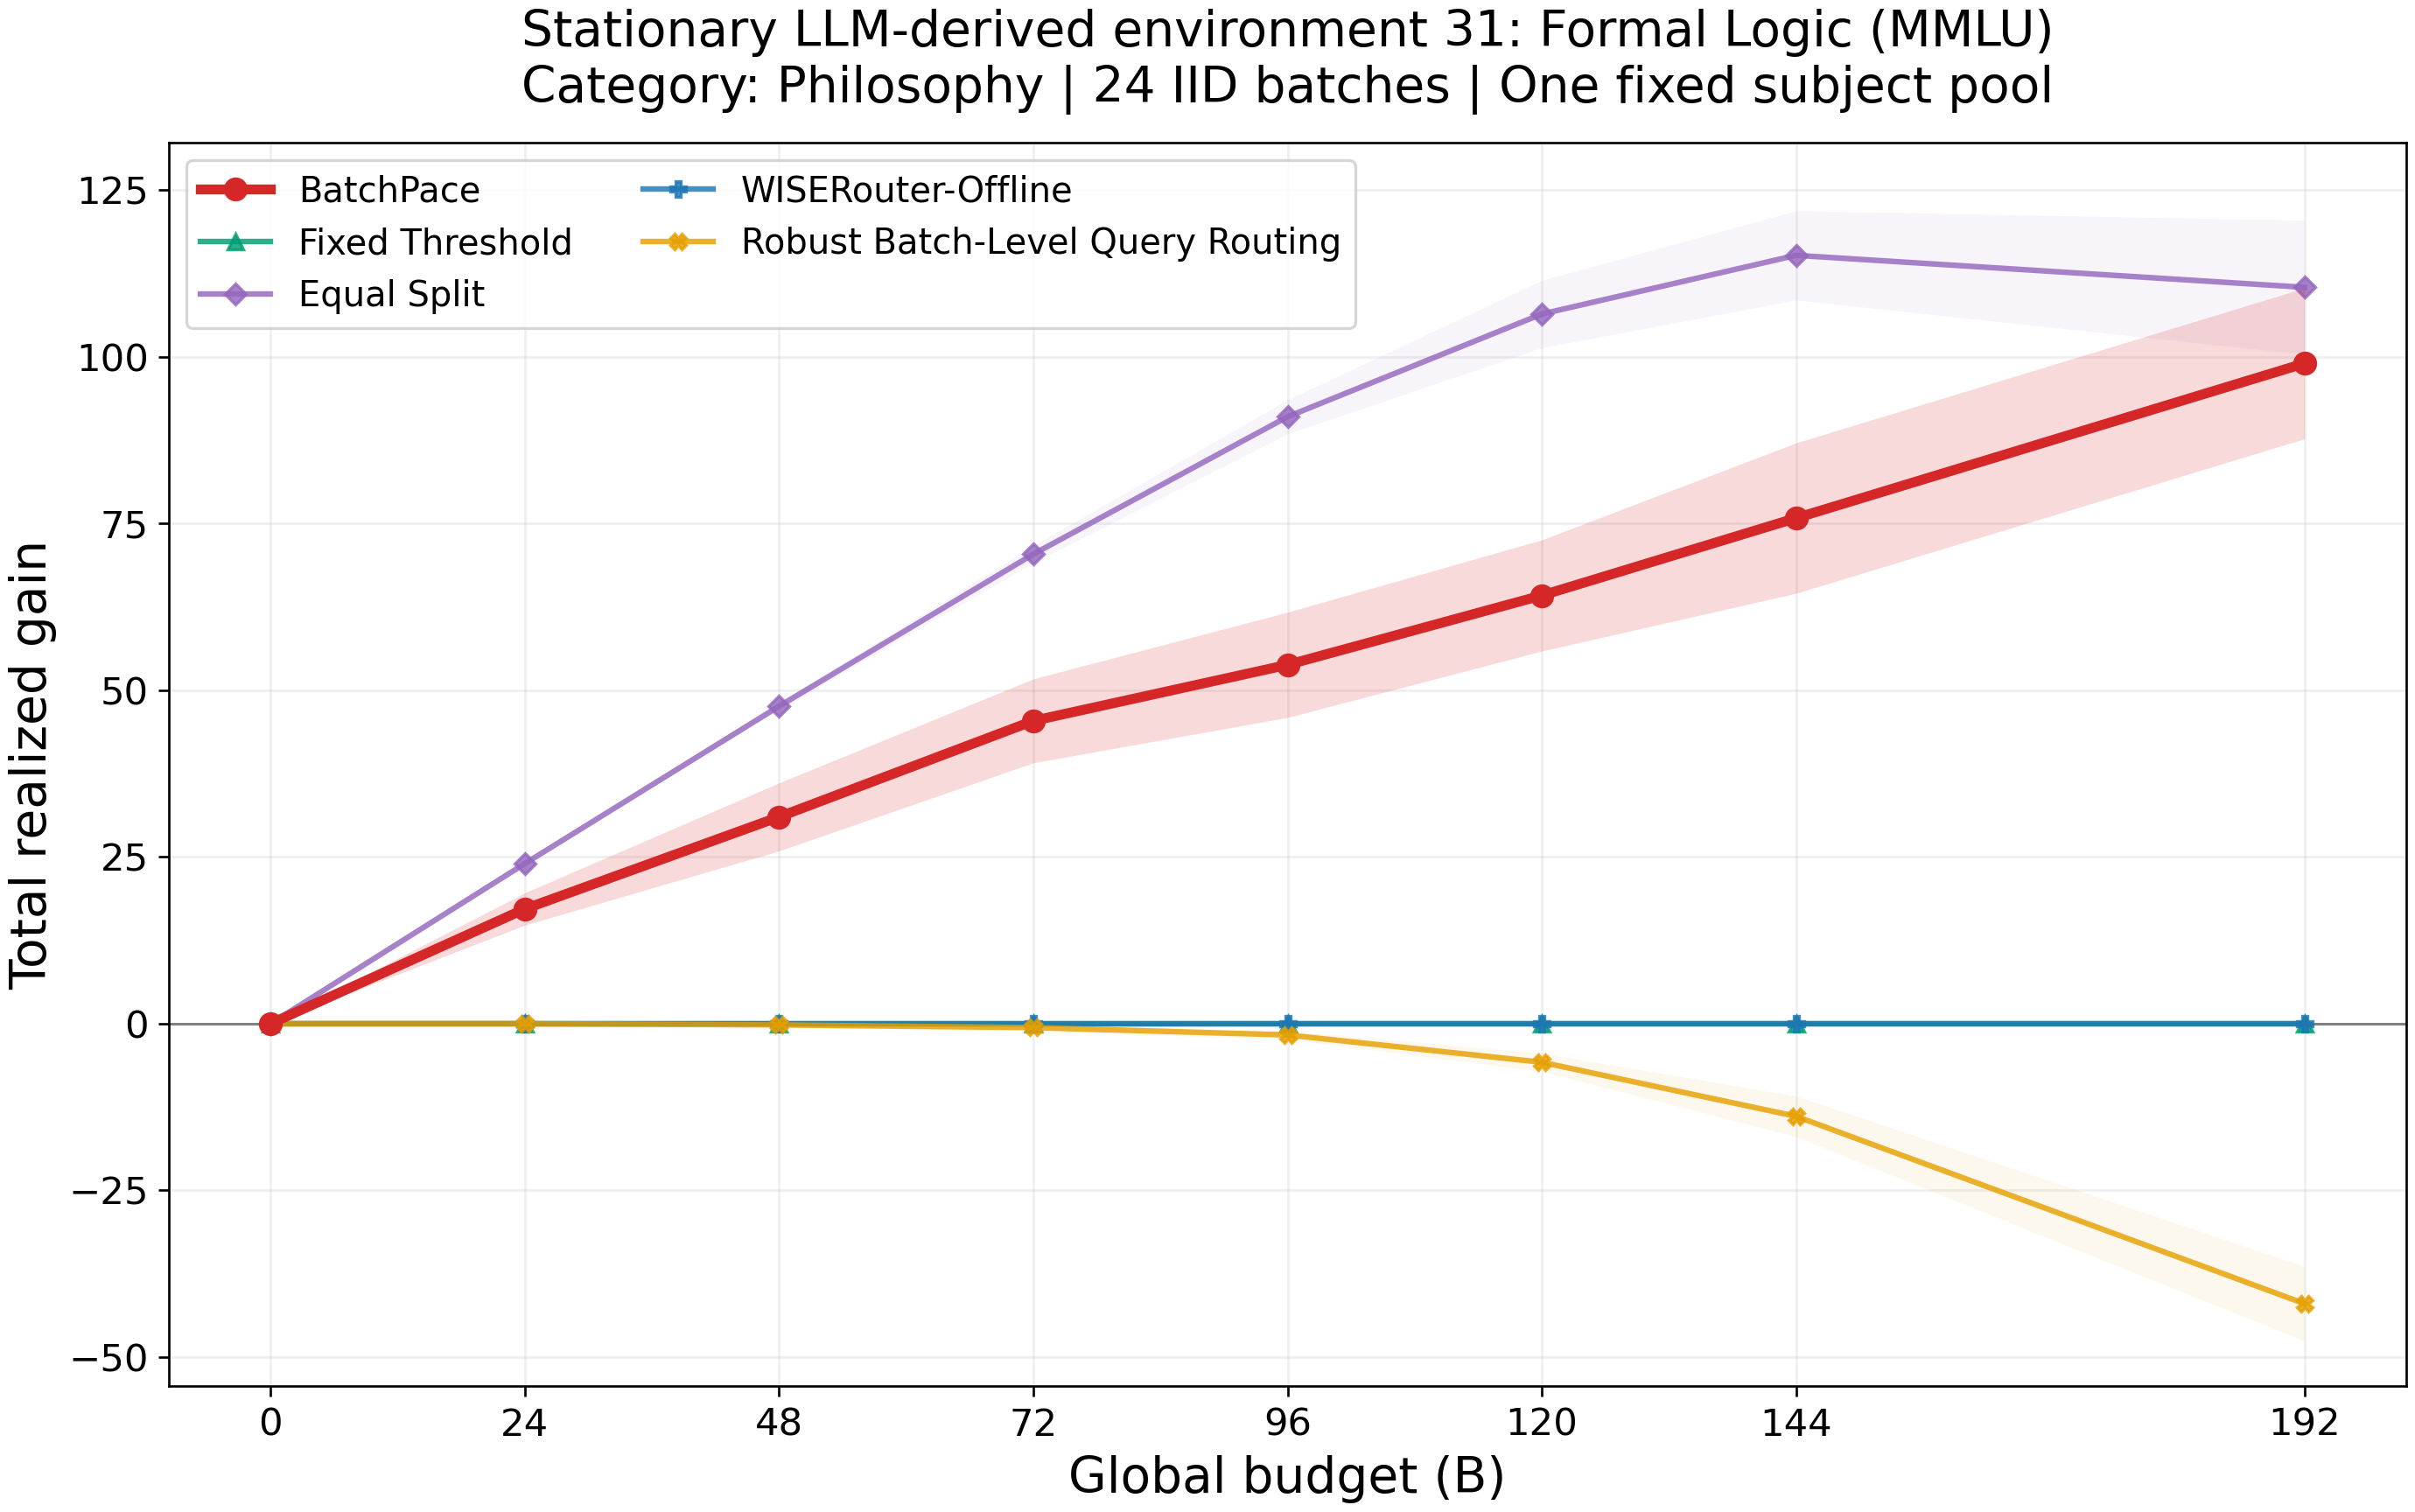 Stationary LLM-derived environment 31: Formal Logic (MMLU)
Category: Philosophy | 24 IID batches | One fixed subject pool
BatchPace
Fixed Threshold
Equal Split
WISERouter-Offline
Robust Batch-Level Query Routing
Total realized gain
125
100
75
50
25
0
−25
−50
0 24 48 72 96 120 144 192
Global budget (B)